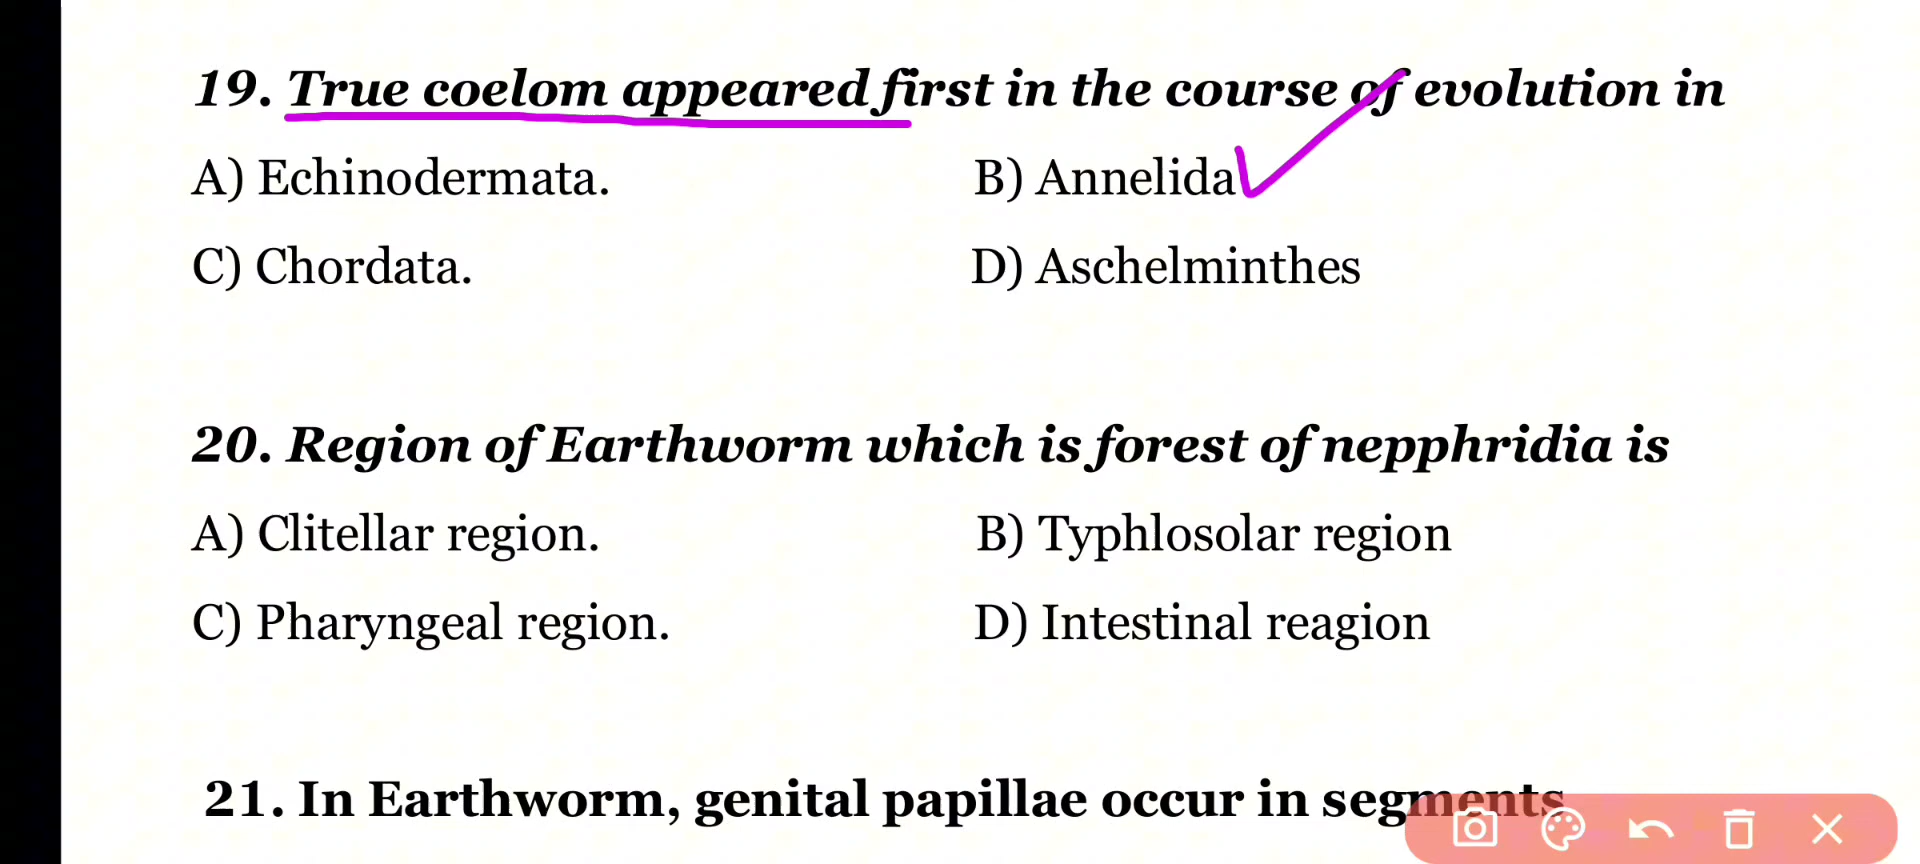 19. True coelom appeared first in the course of evolution in
A) Echinodermata. B) Annelida
C) Chordata. D) Aschelminthes
20. Region of Earthworm which is forest of nepphridia is
A) Clitellar region. B) Typhlosolar region
C) Pharyngeal region. D) Intestinal reagion
21. In Earthworm, genital papillae occur in segments